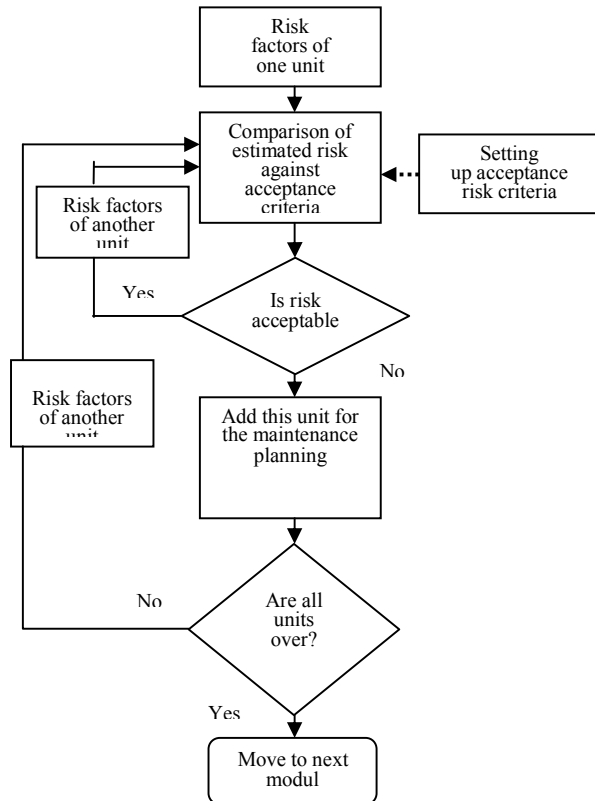 Risk
factors of
one unit
Comparison of
estimated risk
against
acceptance
criteria
Setting
up acceptance
risk criteria
Risk factors
of another
unit
Yes
Is risk
acceptable
No
Risk factors
of another
unit
Add this unit for
the maintenance
planning
No
Are all
units
over?
Yes
Move to next
modul